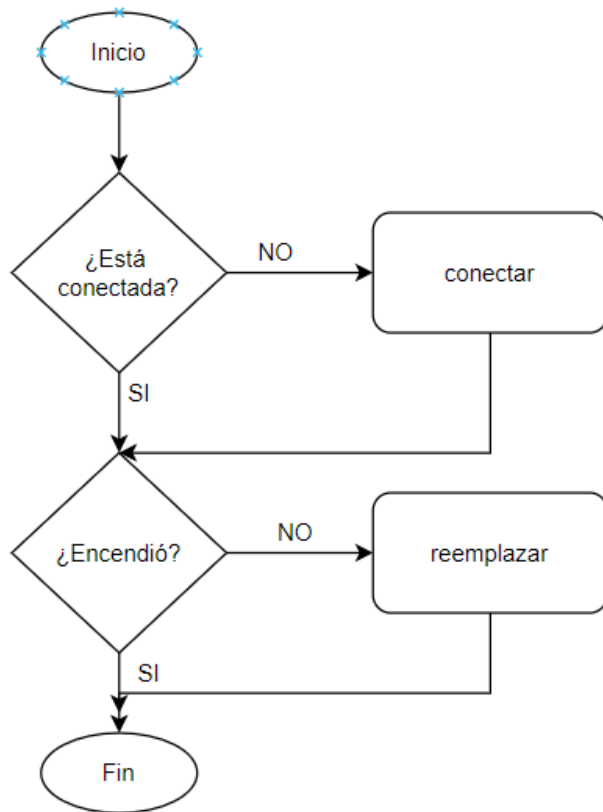 Inicio
¿Está
conectada?
NO
conectar
SI
¿Encendió?
NO
reemplazar
SI
Fin